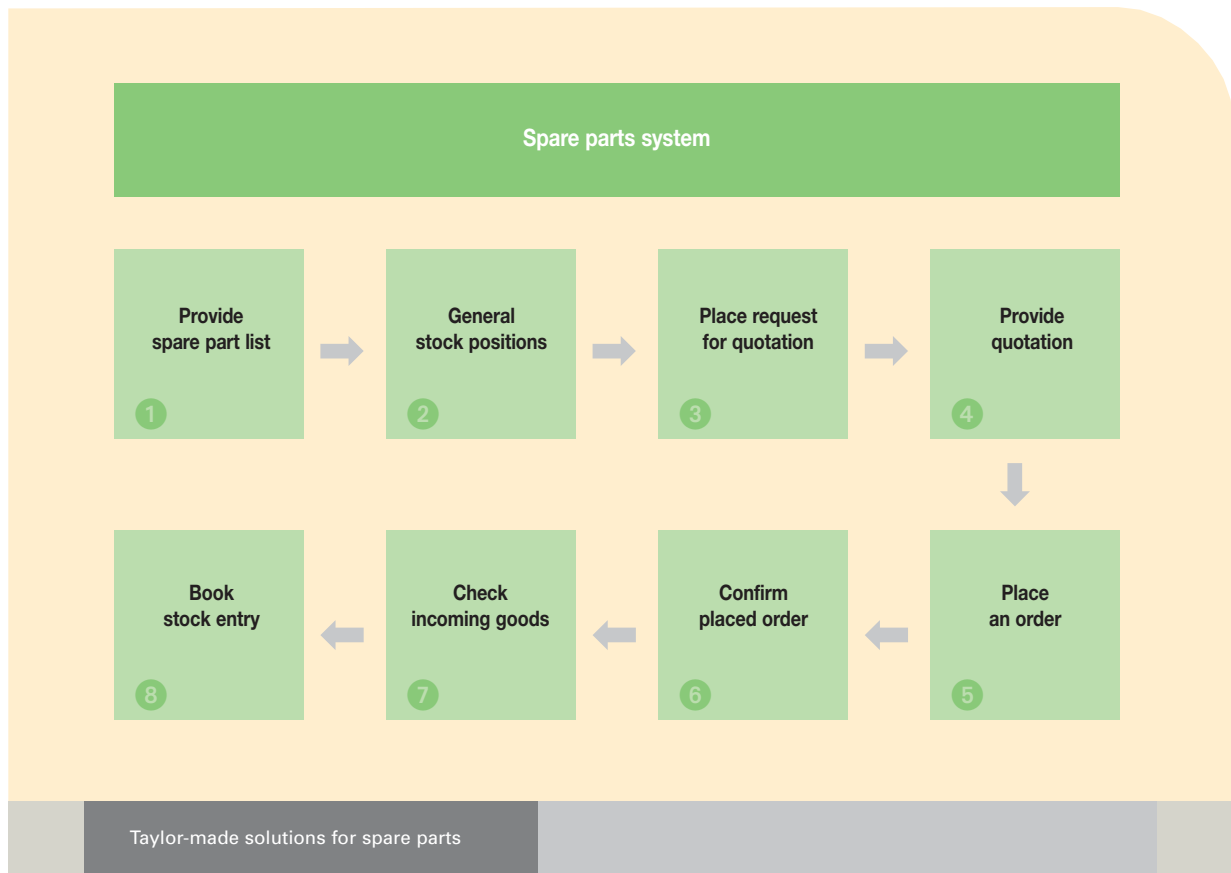 Spare parts system
Provide
spare part list
1
General
stock positions
2
Place request
for quotation
3
Provide
quotation
4
Place
an order
5
Confirm
placed order
6
Check
incoming goods
7
Book
stock entry
8
Taylor-made solutions for spare parts